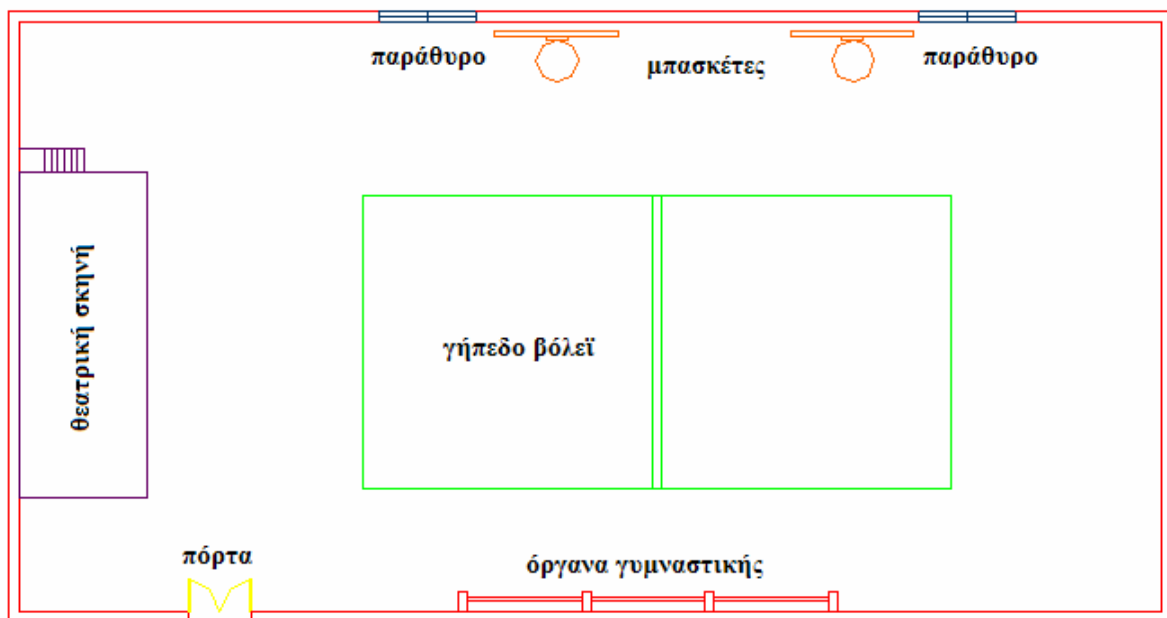 παράθυρο
μπασκέτες
παράθυρο
θεατρική σκηνή
γήπεδο βόλεϊ
πόρτα
όργανα γυμναστικής